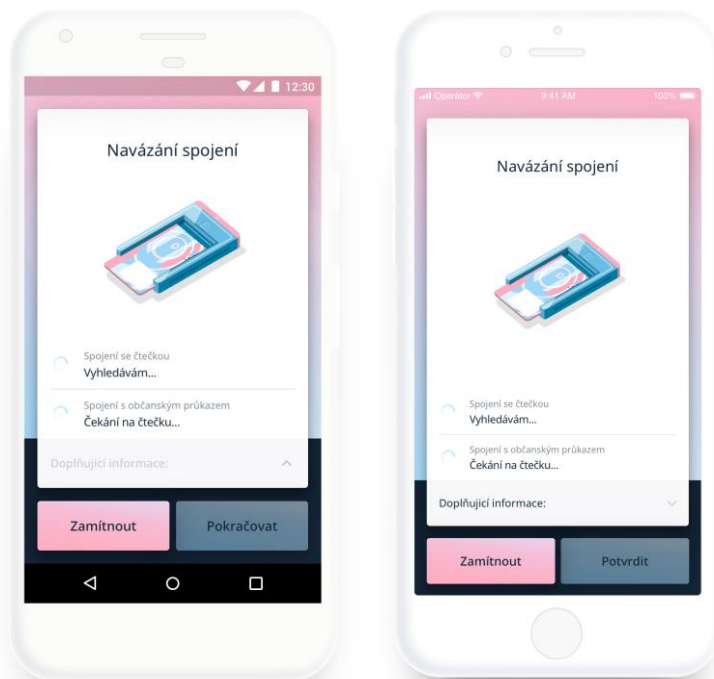 12:30
Navázání spojení
Spojení se čtečkou
Vyhledávám...
Spojení s občanským průkazem
Čekání na čtečku...
Doplňující informace:
Zamítnout
Pokračovat
Operátor
9:41 AM
100%
Navázání spojení
Spojení se čtečkou
Vyhledávám...
Spojení s občanským průkazem
Čekání na čtečku...
Doplňující informace:
Zamítnout
Potvrdit